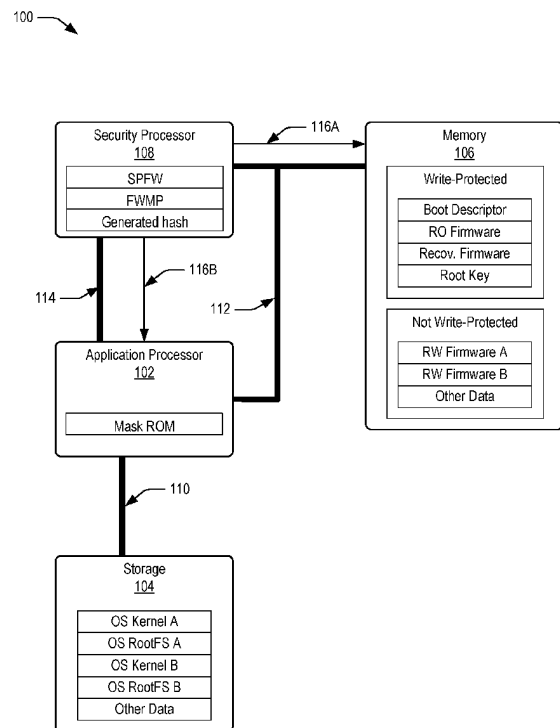 100
Security Processor
108
SPFW
FWMP
Generated hash
116A
Memory
106
Write-Protected
Boot Descriptor
RO Firmware
Recov. Firmware
Root Key
Not Write-Protected
RW Firmware A
RW Firmware B
Other Data
114
116B
112
Application Processor
102
Mask ROM
110
Storage
104
OS Kernel A
OS RootFS A
OS Kernel B
OS RootFS B
Other Data